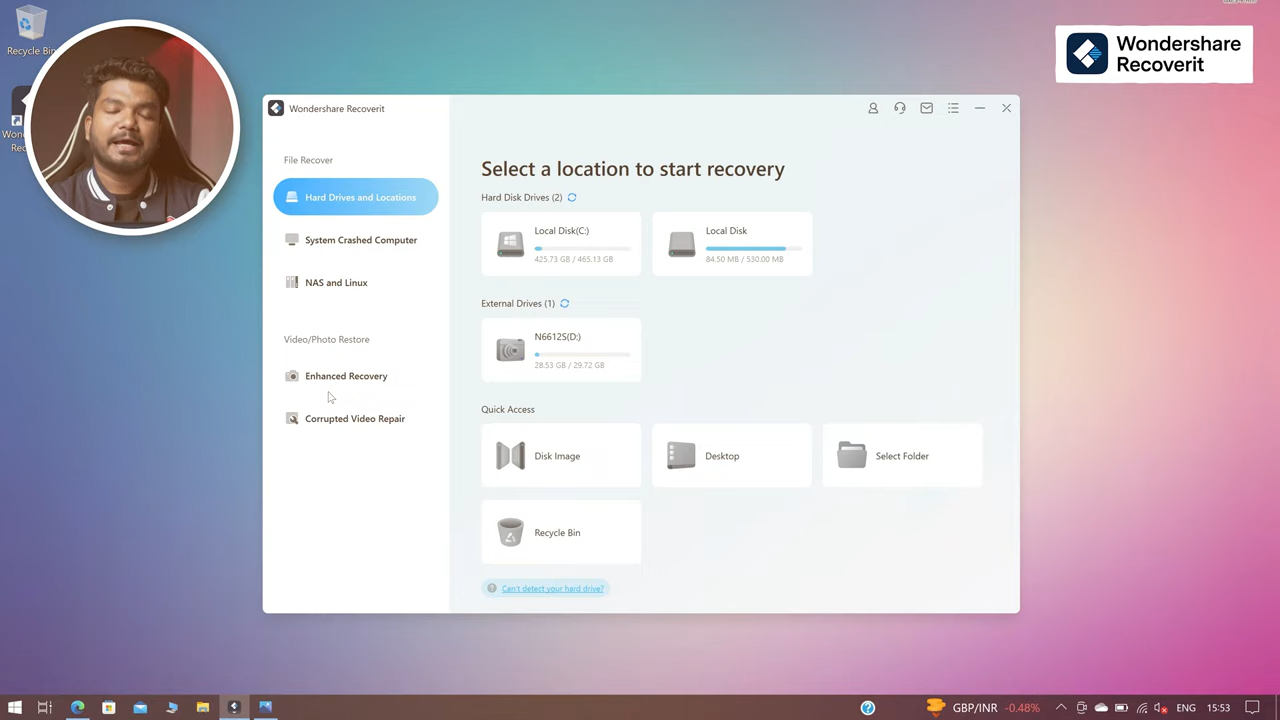 Recycle Bin
Wondershare
Recoverit
Wondershare Recoverit
File Recover
Hard Drives and Locations
System Crashed Computer
NAS and Linux
Video/Photo Restore
Enhanced Recovery
Corrupted Video Repair
Select a location to start recovery
Hard Disk Drives (2)
Local Disk(C:)
425.73 GB / 465.13 GB
Local Disk
84.50 MB / 530.00 MB
External Drives (1)
N6612S(D:)
28.53 GB / 29.72 GB
Quick Access
Disk Image
Desktop
Select Folder
Recycle Bin
Can't detect your hard drive?
GBP/INR -0.48%
ENG
15:53